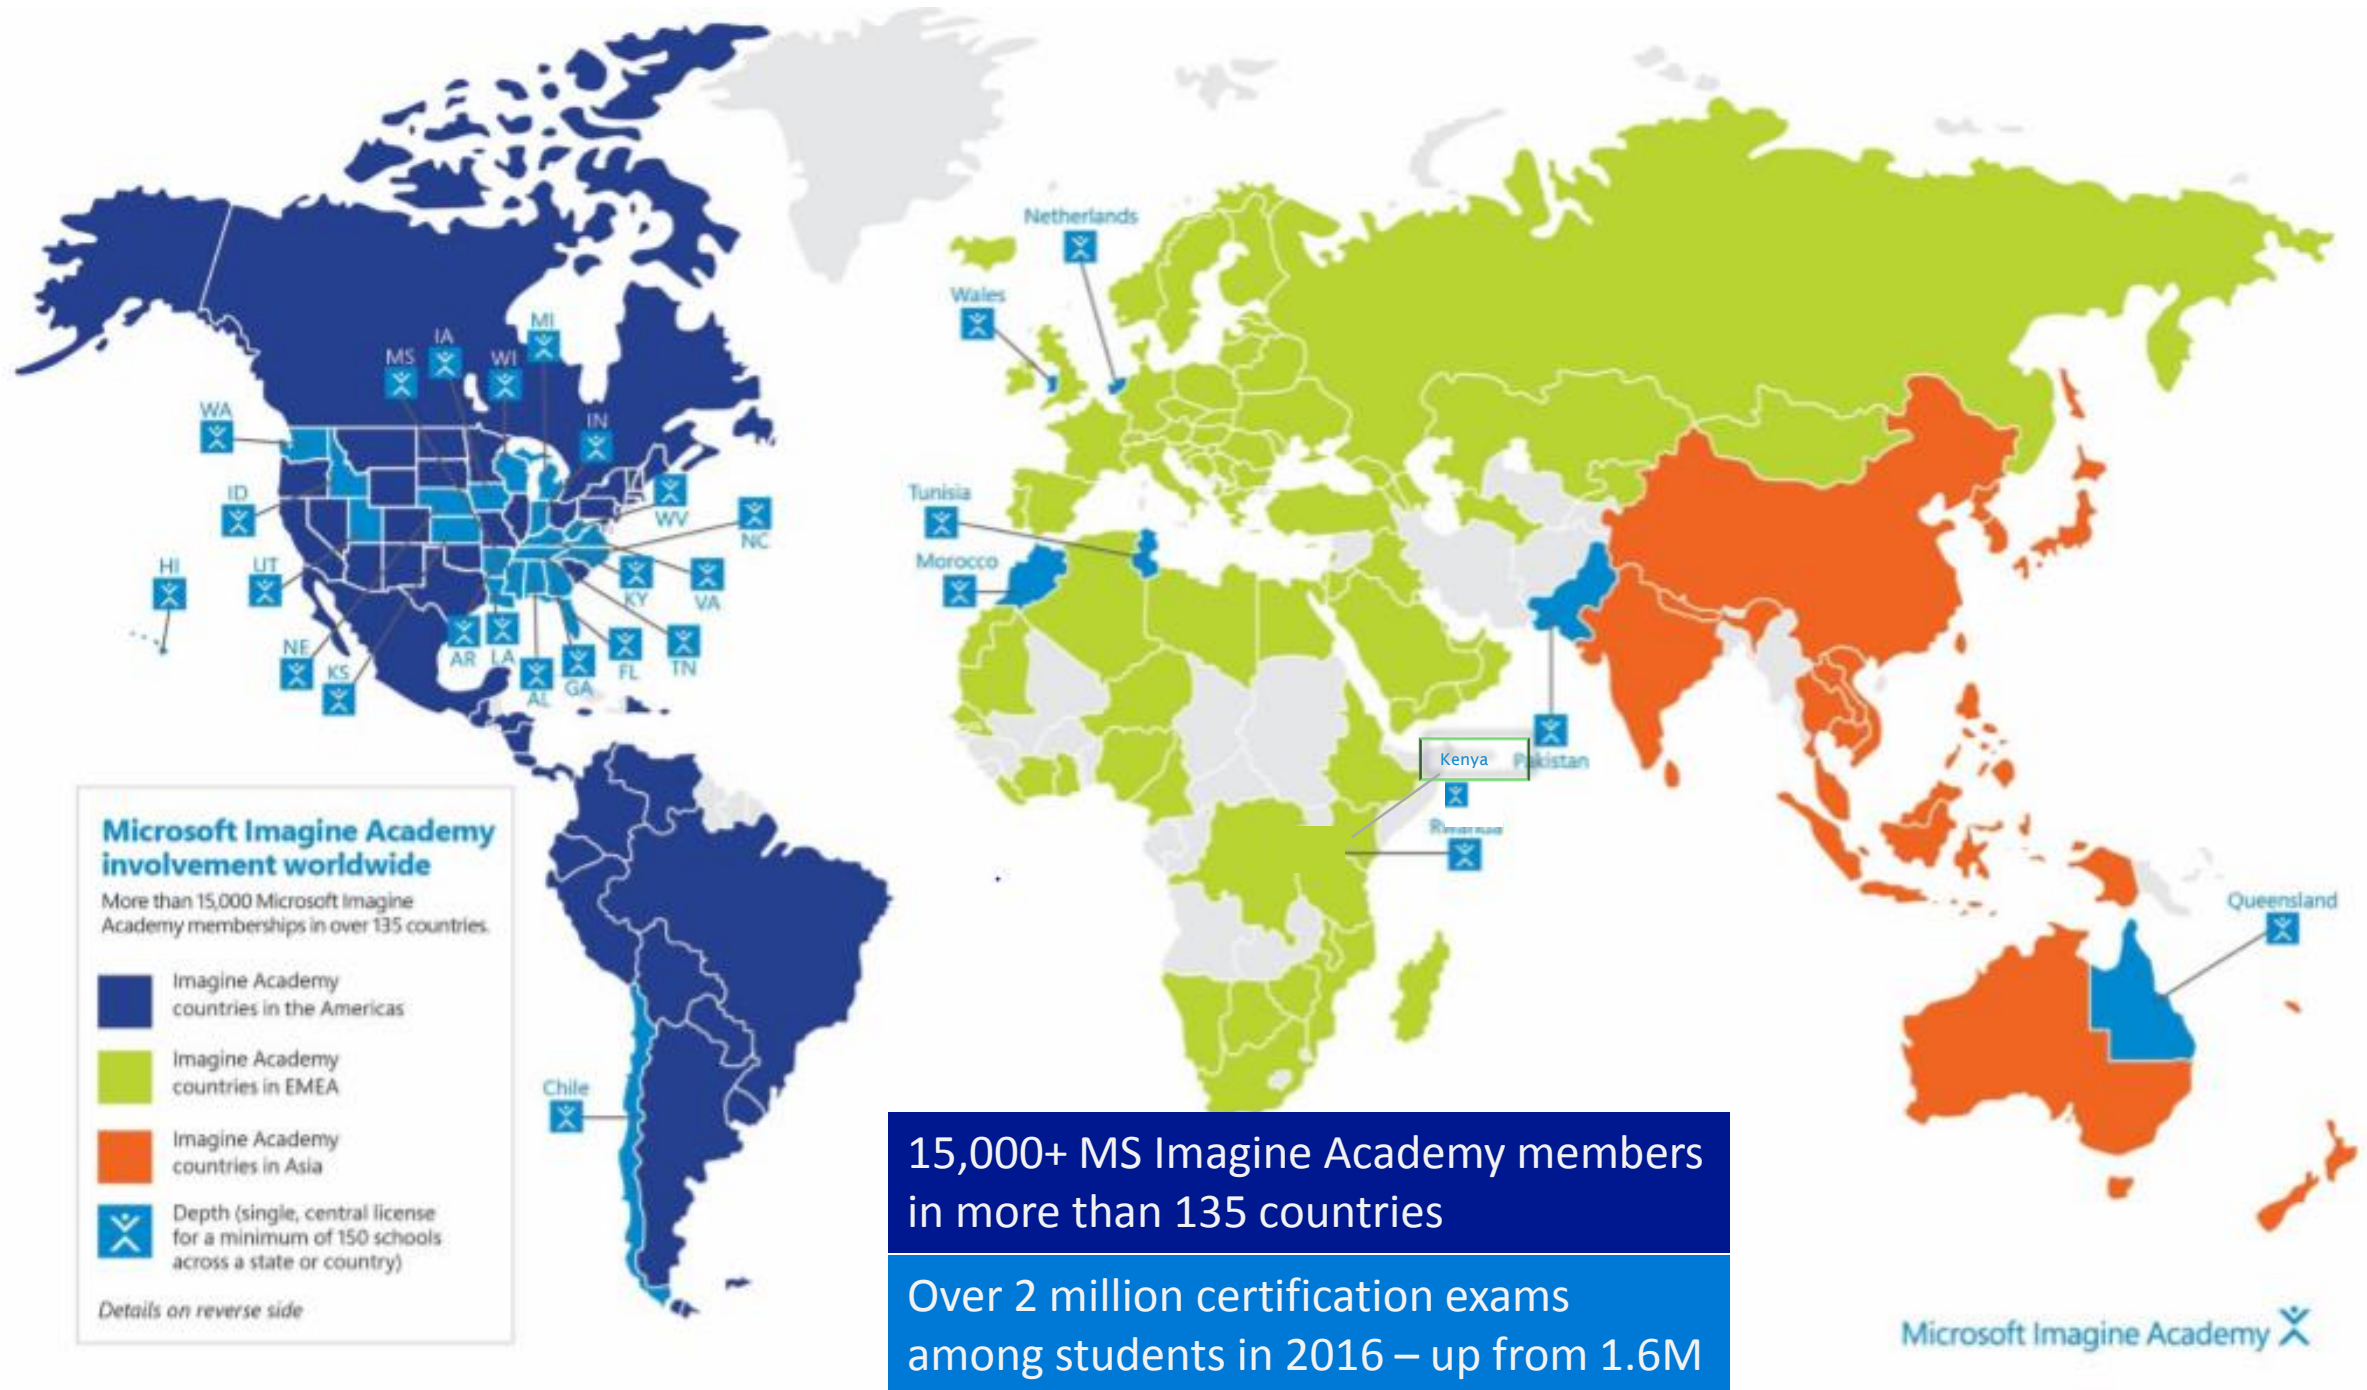 Netherlands
Wales
MI
IA
MS
WI
WA
IN
ID
Tunisia
WV
NC
Morocco
HI
UT
KY
VA
NE
KS
AR
LA
AL
GA
FL
TN
Kenya
Pakistan
Rwanda
Queensland
Chile
Microsoft Imagine Academy
involvement worldwide
More than 15,000 Microsoft Imagine
Academy memberships in over 135 countries.
Imagine Academy
countries in the Americas
Imagine Academy
countries in EMEA
Imagine Academy
countries in Asia
Depth (single, central license
for a minimum of 150 schools
across a state or country)
Details on reverse side
15,000+ MS Imagine Academy members
in more than 135 countries
Over 2 million certification exams
among students in 2016 – up from 1.6M
Microsoft Imagine Academy